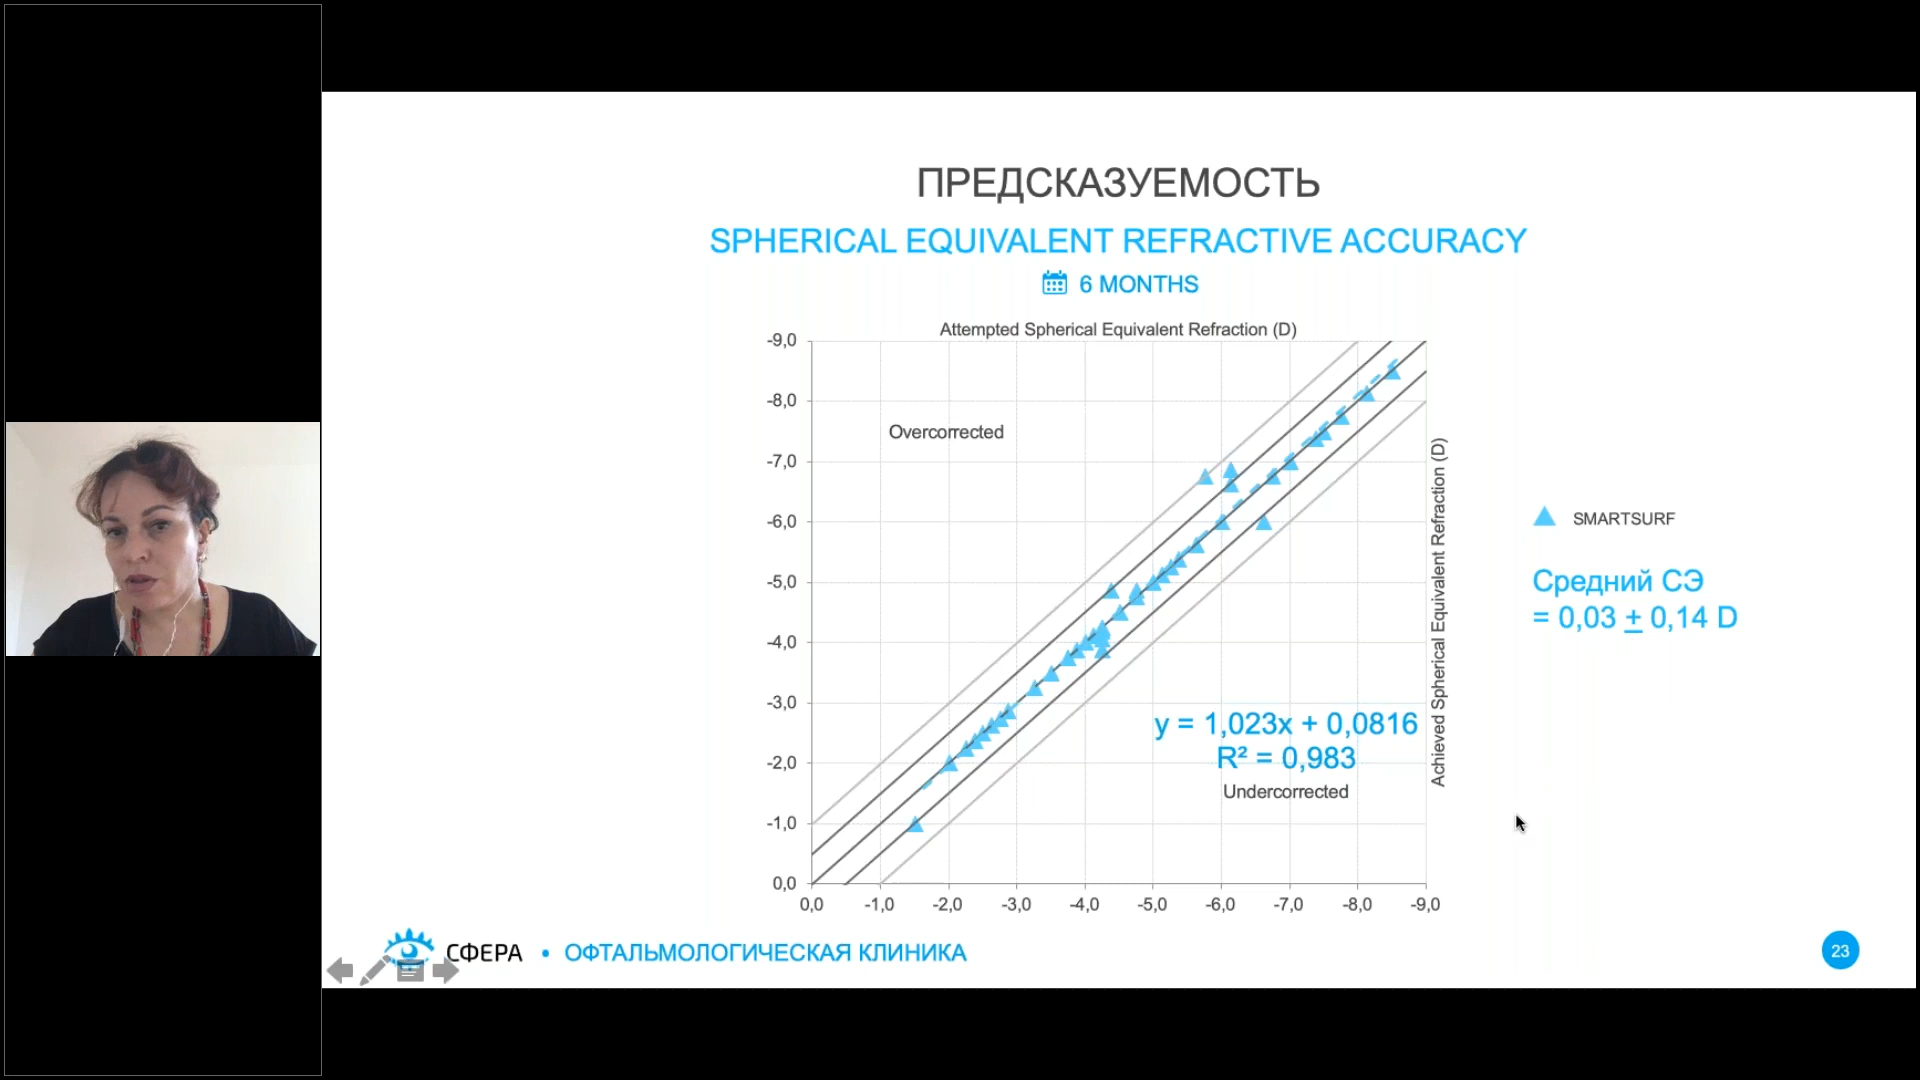 ПРЕДСКАЗУЕМОСТЬ
SPHERICAL EQUIVALENT REFRACTIVE ACCURACY
6 MONTHS
Attempted Spherical Equivalent Refraction (D)
-9,0
-8,0
-7,0
-6,0
-5,0
-4,0
-3,0
-2,0
-1,0
0,0
Overcorrected
y = 1,023x + 0,0816
R² = 0,983
Undercorrected
0,0 -1,0 -2,0 -3,0 -4,0 -5,0 -6,0 -7,0 -8,0 -9,0
Achieved Spherical Equivalent Refraction (D)
SMARTSURF
Средний СЭ
= 0,03 ± 0,14 D
СФЕРА • ОФТАЛЬМОЛОГИЧЕСКАЯ КЛИНИКА
23